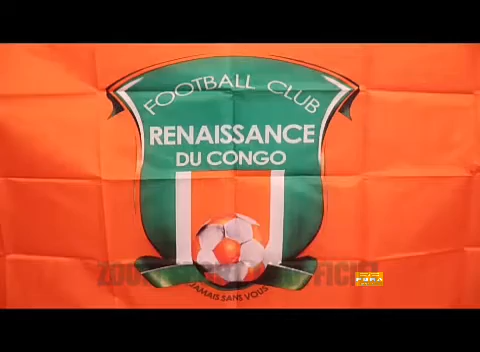 FOOTBALL CLUB
RENAISSANCE
DU CONGO
JAMAIS SANS VOUS